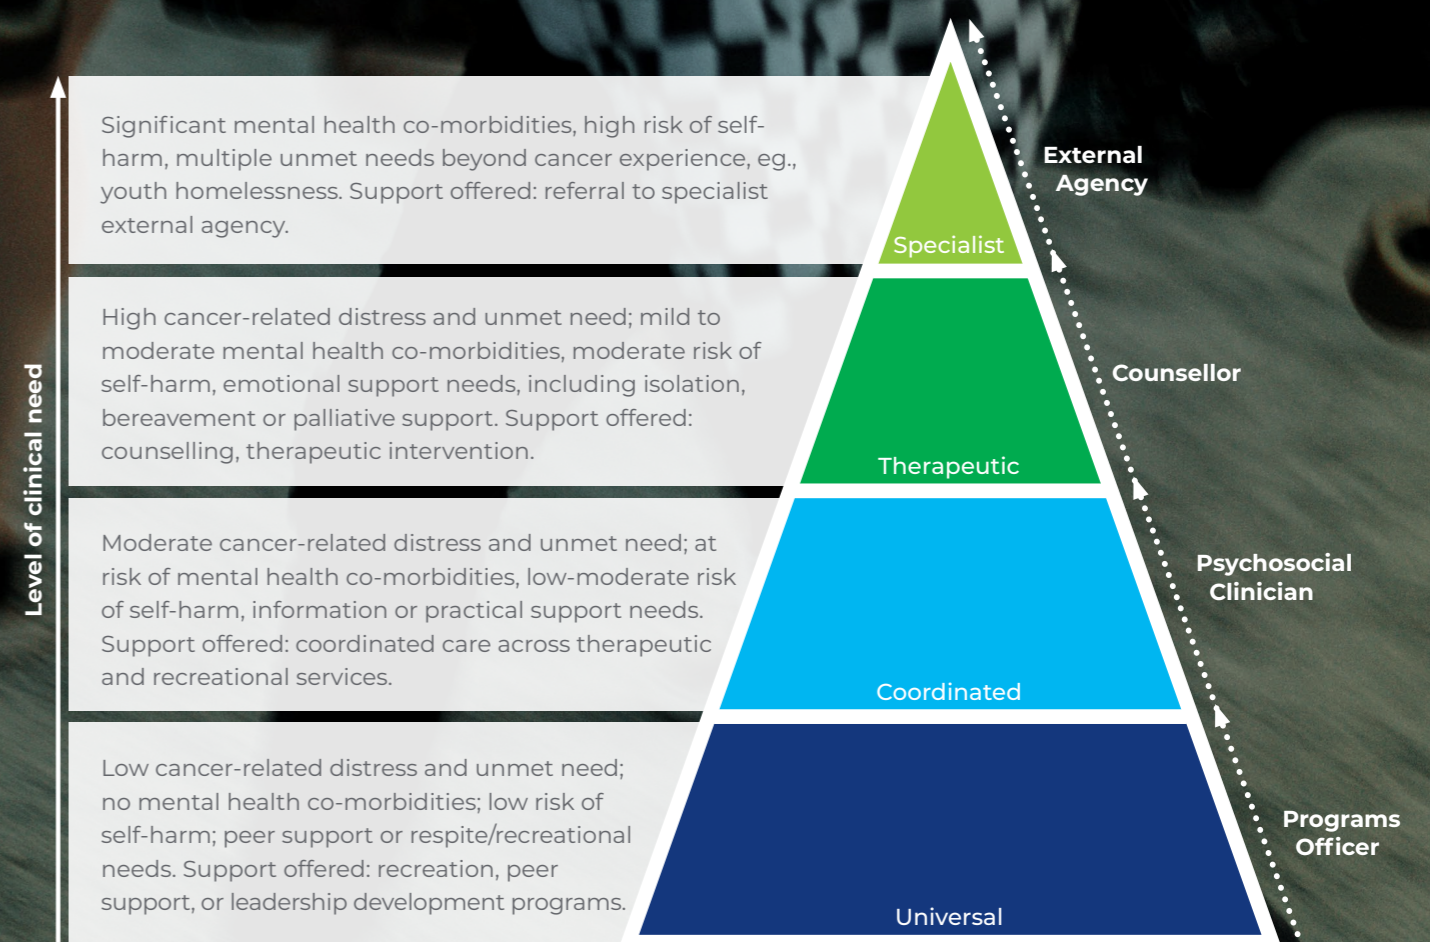 Level of clinical need
Significant mental health co-morbidities, high risk of self-
harm, multiple unmet needs beyond cancer experience, eg.,
youth homelessness. Support offered: referral to specialist
external agency.
Specialist
External
Agency
High cancer-related distress and unmet need; mild to
moderate mental health co-morbidities, moderate risk of
self-harm, emotional support needs, including isolation,
bereavement or palliative support. Support offered:
counselling, therapeutic intervention.
Therapeutic
Counsellor
Moderate cancer-related distress and unmet need; at
risk of mental health co-morbidities, low-moderate risk
of self-harm, information or practical support needs.
Support offered: coordinated care across therapeutic
and recreational services.
Coordinated
Psychosocial
Clinician
Low cancer-related distress and unmet need;
no mental health co-morbidities; low risk of
self-harm; peer support or respite/recreational
needs. Support offered: recreation, peer
support, or leadership development programs.
Universal
Programs
Officer